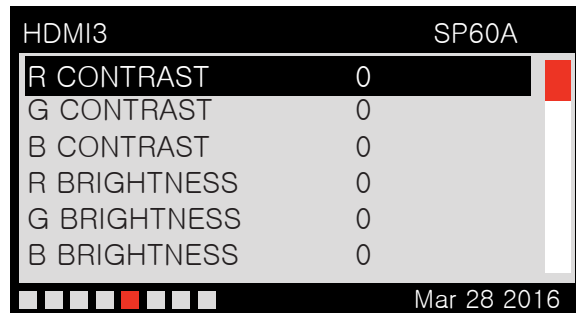 HDMI3 SP60A
R CONTRAST 0
G CONTRAST 0
B CONTRAST 0
R BRIGHTNESS 0
G BRIGHTNESS 0
B BRIGHTNESS 0
Mar 28 2016